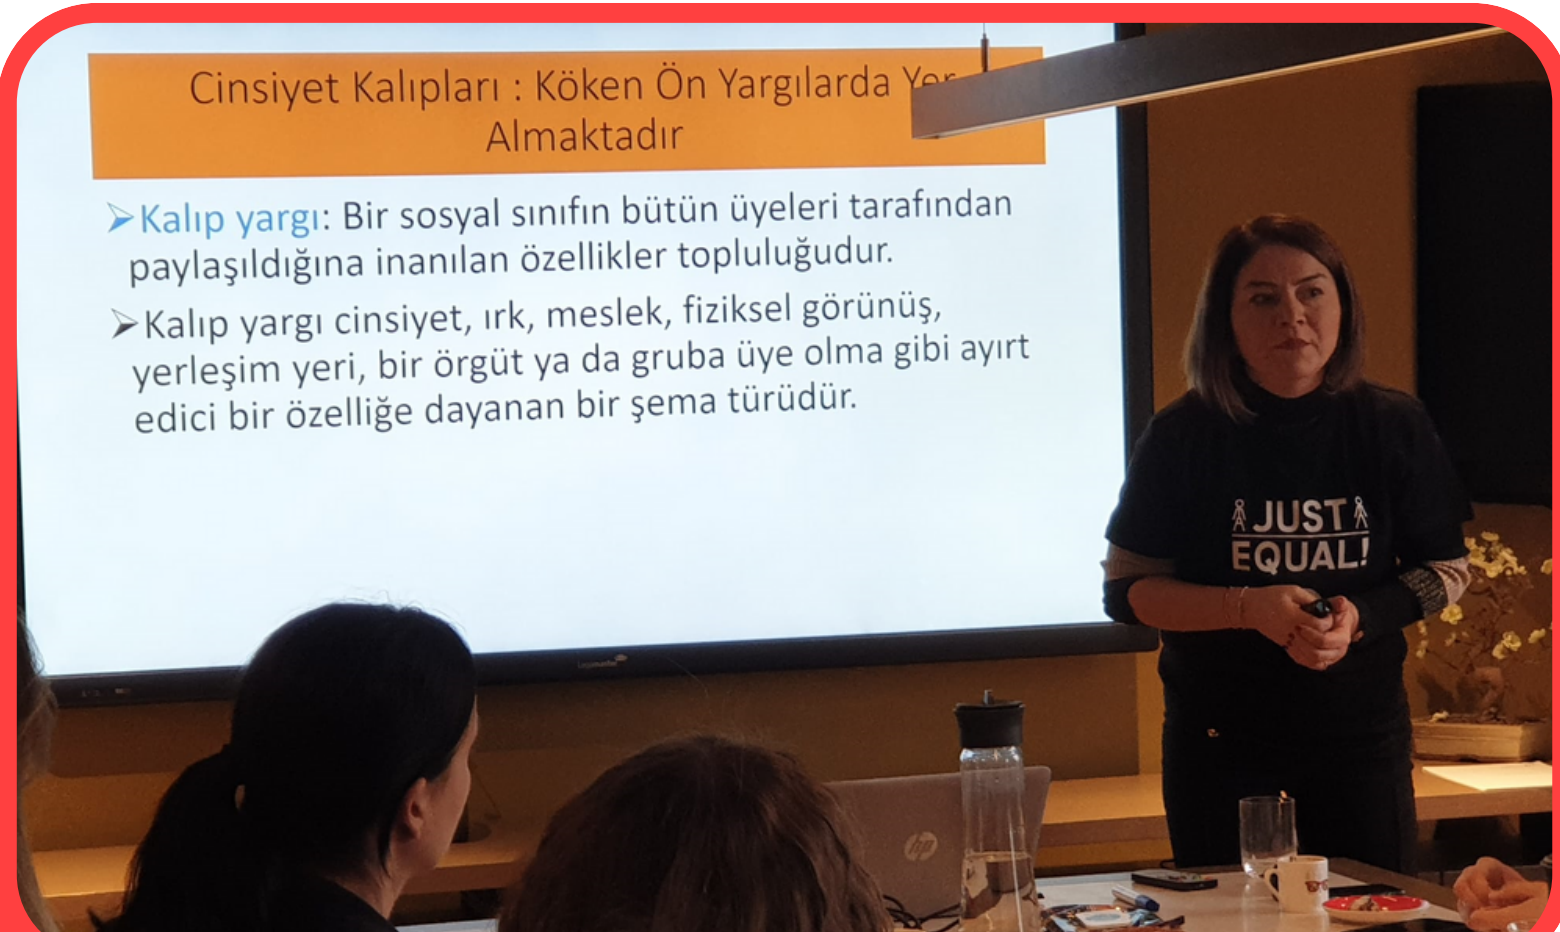 Cinsiyet Kalıpları : Köken Ön Yargılarda Yer
Almaktadır
➢Kalıp yargı: Bir sosyal sınıfın bütün üyeleri tarafından
paylaşıldığına inanılan özellikler topluluğudur.
➢Kalıp yargı cinsiyet, ırk, meslek, fiziksel görünüş,
yerleşim yeri, bir örgüt ya da gruba üye olma gibi ayırt
edici bir özelliğe dayanan bir şema türüdür.
JUST
EQUAL!
hp